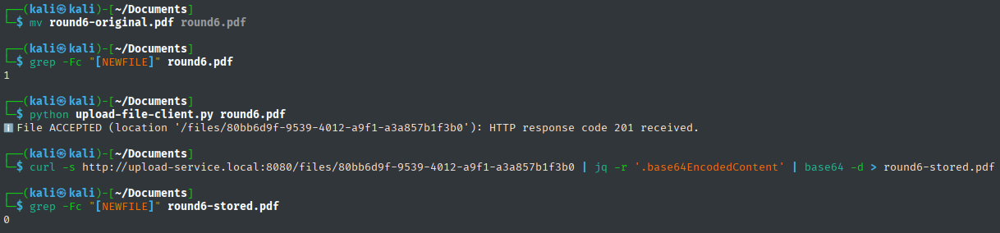 ┌──(kali㉿kali)-[~/Documents]
└─$ mv round6-original.pdf round6.pdf
┌──(kali㉿kali)-[~/Documents]
└─$ grep -Fc "[NEWFILE]" round6.pdf
1
┌──(kali㉿kali)-[~/Documents]
└─$ python upload-file-client.py round6.pdf
ℹ️ File ACCEPTED (location '/files/80bb6d9f-9539-4012-a9f1-a3a857b1f3b0'): HTTP response code 201 received.
┌──(kali㉿kali)-[~/Documents]
└─$ curl -s http://upload-service.local:8080/files/80bb6d9f-9539-4012-a9f1-a3a857b1f3b0 | jq -r '.base64EncodedContent' | base64 -d > round6-stored.pdf
┌──(kali㉿kali)-[~/Documents]
└─$ grep -Fc "[NEWFILE]" round6-stored.pdf
0